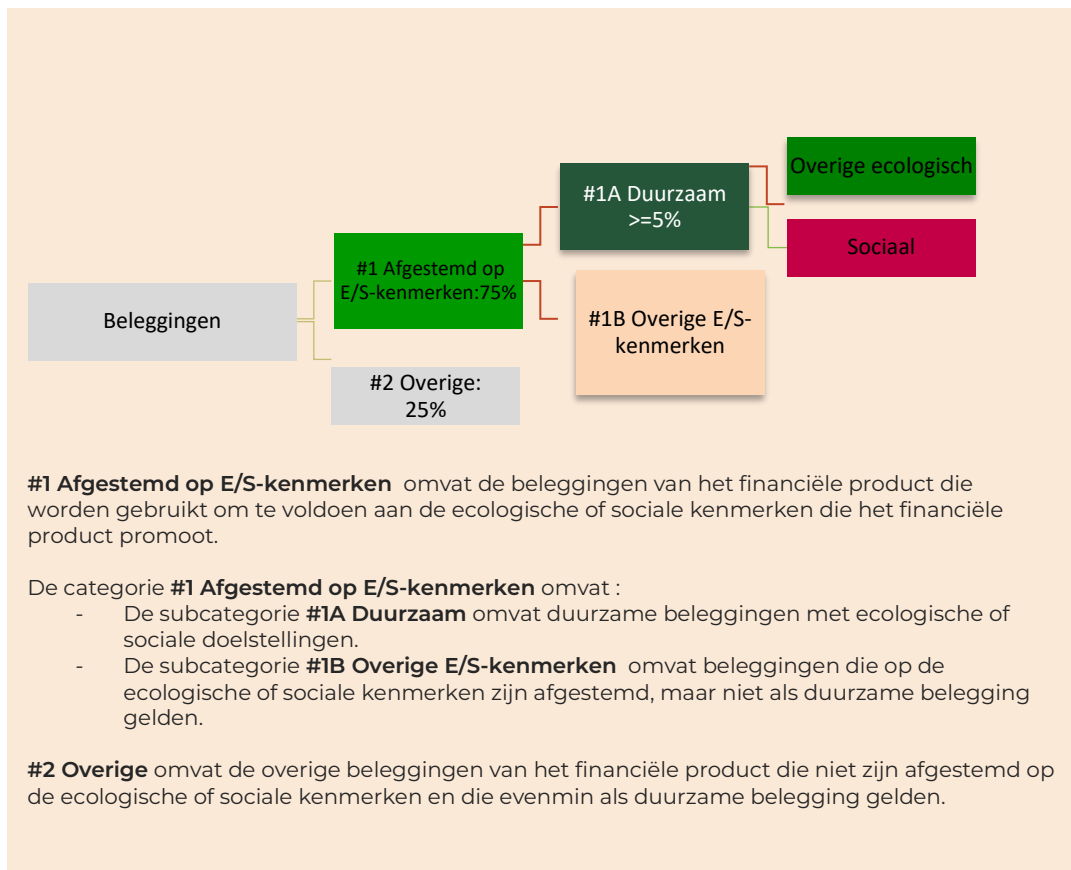 Overige ecologisch
#1A Duurzaam
>=5%
Sociaal
#1 Afgestemd op
E/S-kenmerken:75%
Beleggingen
#1B Overige E/S-
kenmerken
#2 Overige:
25%
#1 Afgestemd op E/S-kenmerken omvat de beleggingen van het financiële product die
worden gebruikt om te voldoen aan de ecologische of sociale kenmerken die het financiële
product promoot.
De categorie #1 Afgestemd op E/S-kenmerken omvat :
- De subcategorie #1A Duurzaam omvat duurzame beleggingen met ecologische of
sociale doelstellingen.
- De subcategorie #1B Overige E/S-kenmerken omvat beleggingen die op de
ecologische of sociale kenmerken zijn afgestemd, maar niet als duurzame belegging
gelden.
#2 Overige omvat de overige beleggingen van het financiële product die niet zijn afgestemd op
de ecologische of sociale kenmerken en die evenmin als duurzame belegging gelden.